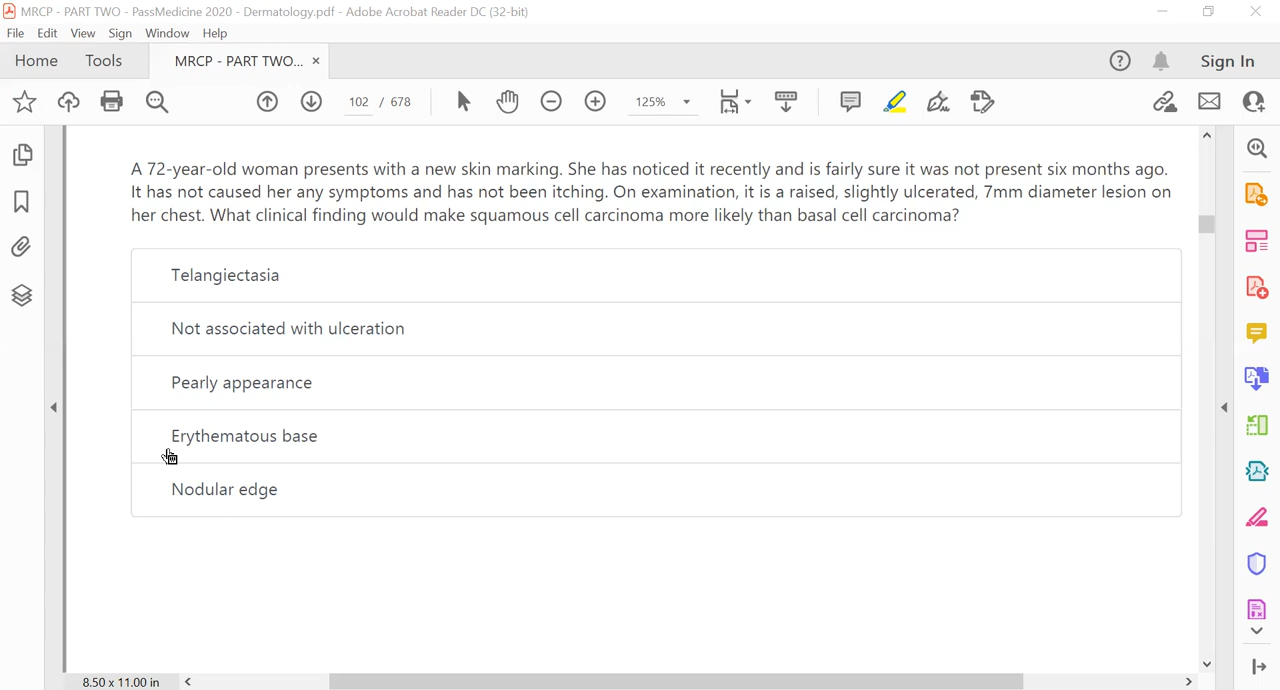 MRCP - PART TWO - PassMedicine 2020 - Dermatology.pdf - Adobe Acrobat Reader DC (32-bit)
File Edit View Sign Window Help
Home Tools MRCP - PART TWO... × ? Sign In
102 / 678 125%
A 72-year-old woman presents with a new skin marking. She has noticed it recently and is fairly sure it was not present six months ago.
It has not caused her any symptoms and has not been itching. On examination, it is a raised, slightly ulcerated, 7mm diameter lesion on
her chest. What clinical finding would make squamous cell carcinoma more likely than basal cell carcinoma?
Telangiectasia
Not associated with ulceration
Pearly appearance
Erythematous base
Nodular edge
8.50 x 11.00 in